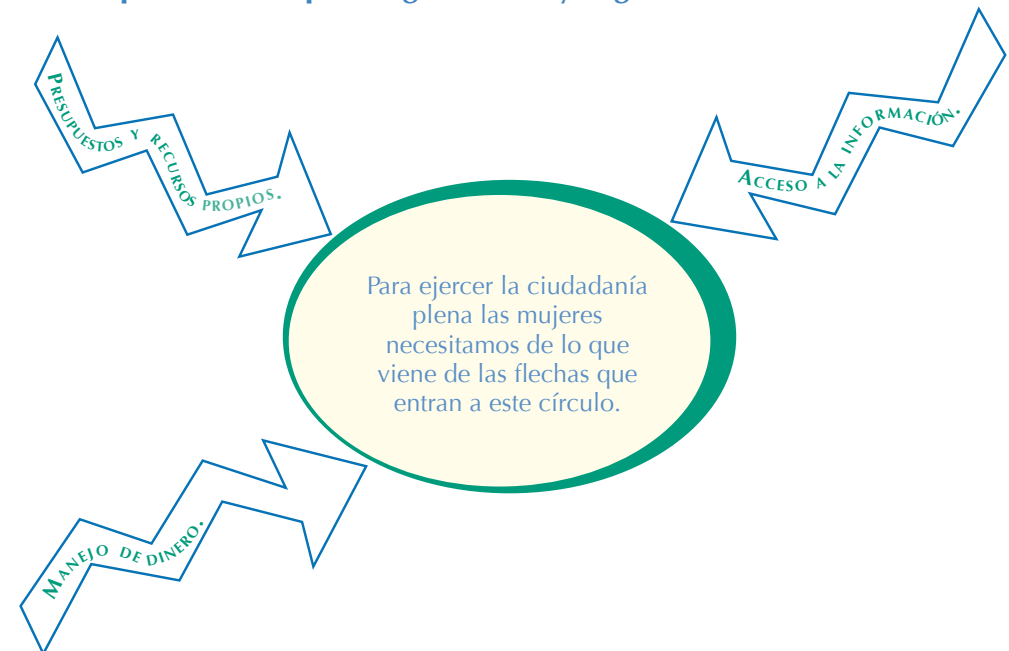 PRESUPUESTOS Y RECURSOS PROPIOS.
ACCESO A LA INFORMACIÓN.
Para ejercer la ciudadanía
plena las mujeres
necesitamos de lo que
viene de las flechas que
entran a este círculo.
MANEJO DE DINERO.